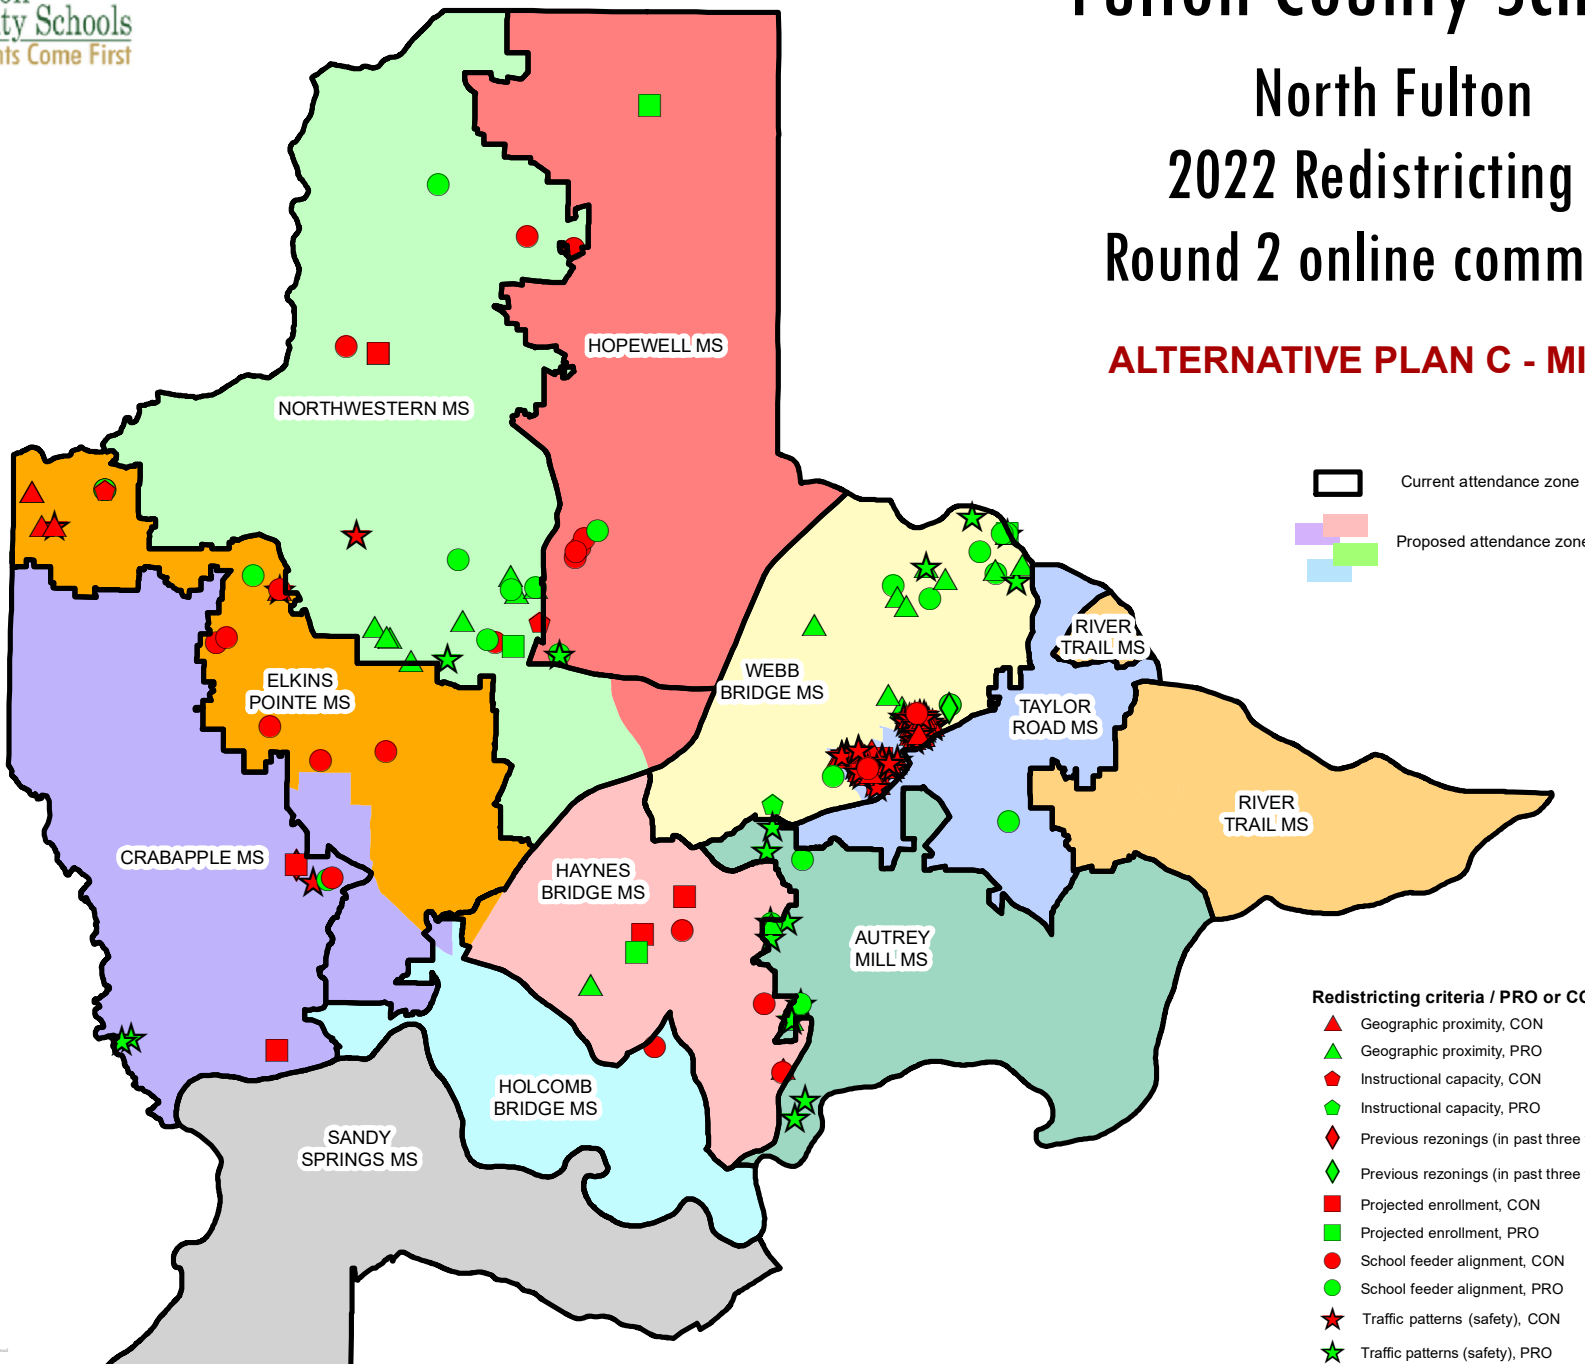 ty Schools
nts Come First
North Fulton
2022 Redistricting
Round 2 online comm
ALTERNATIVE PLAN C - MI
HOPEWELL MS
NORTHWESTERN MS
Current attendance zone
Proposed attendance zone
RIVER
TRAIL MS
WEBB
BRIDGE MS
ELKINS
POINTE MS
TAYLOR
ROAD MS
RIVER
TRAIL MS
CRABAPPLE MS
HAYNES
BRIDGE MS
AUTREY
MILL MS
HOLCOMB
BRIDGE MS
SANDY
SPRINGS MS
Redistricting criteria / PRO or CO
Geographic proximity, CON
Geographic proximity, PRO
Instructional capacity, CON
Instructional capacity, PRO
Previous rezonings (in past three
Previous rezonings (in past three
Projected enrollment, CON
Projected enrollment, PRO
School feeder alignment, CON
School feeder alignment, PRO
Traffic patterns (safety), CON
Traffic patterns (safety), PRO